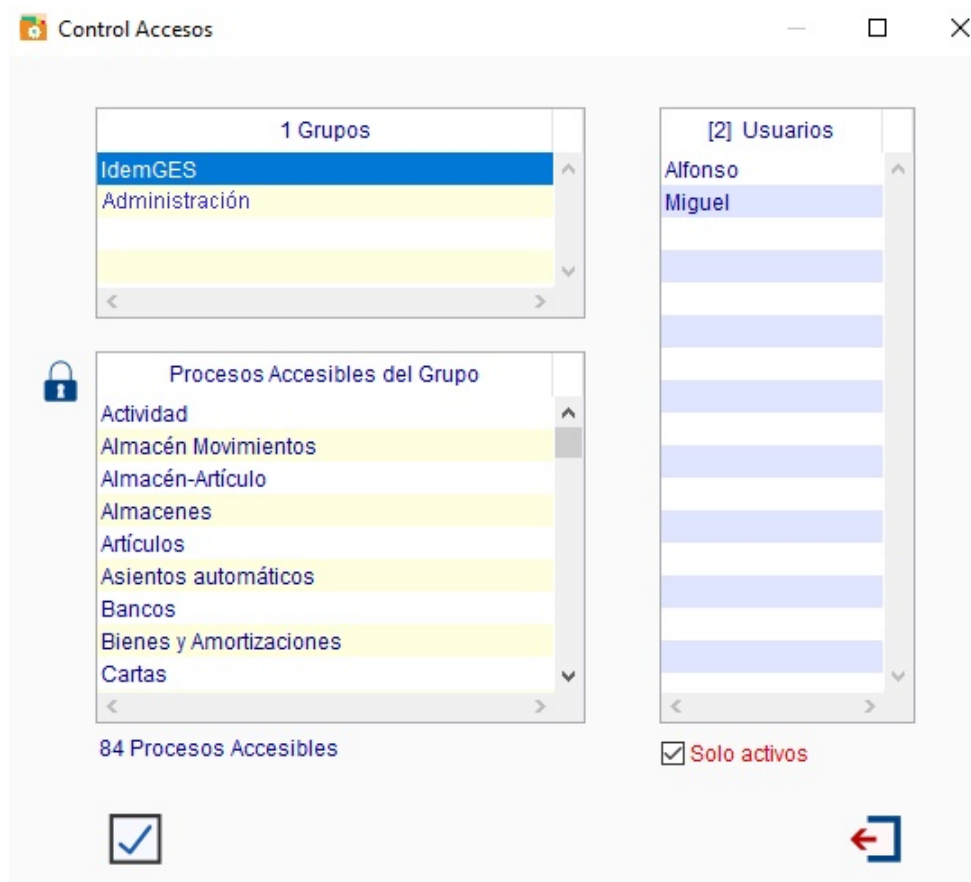 Control Accesos
1 Grupos
IdemGES
Administración
Procesos Accesibles del Grupo
Actividad
Almacén Movimientos
Almacén-Artículo
Almacenes
Artículos
Asientos automáticos
Bancos
Bienes y Amortizaciones
Cartas
84 Procesos Accesibles
[2] Usuarios
Alfonso
Miguel
Solo activos